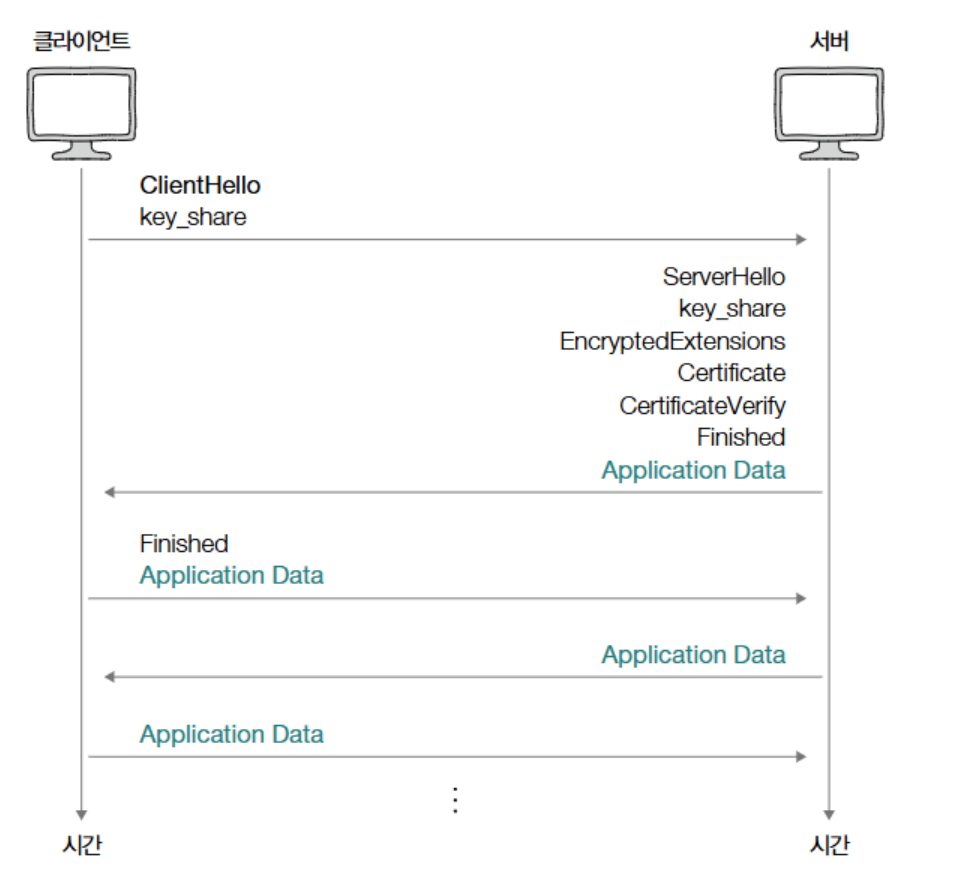 클라이언트
서버
ClientHello
key_share
ServerHello
key_share
EncryptedExtensions
Certificate
CertificateVerify
Finished
Application Data
Finished
Application Data
Application Data
Application Data
⋮
시간
시간